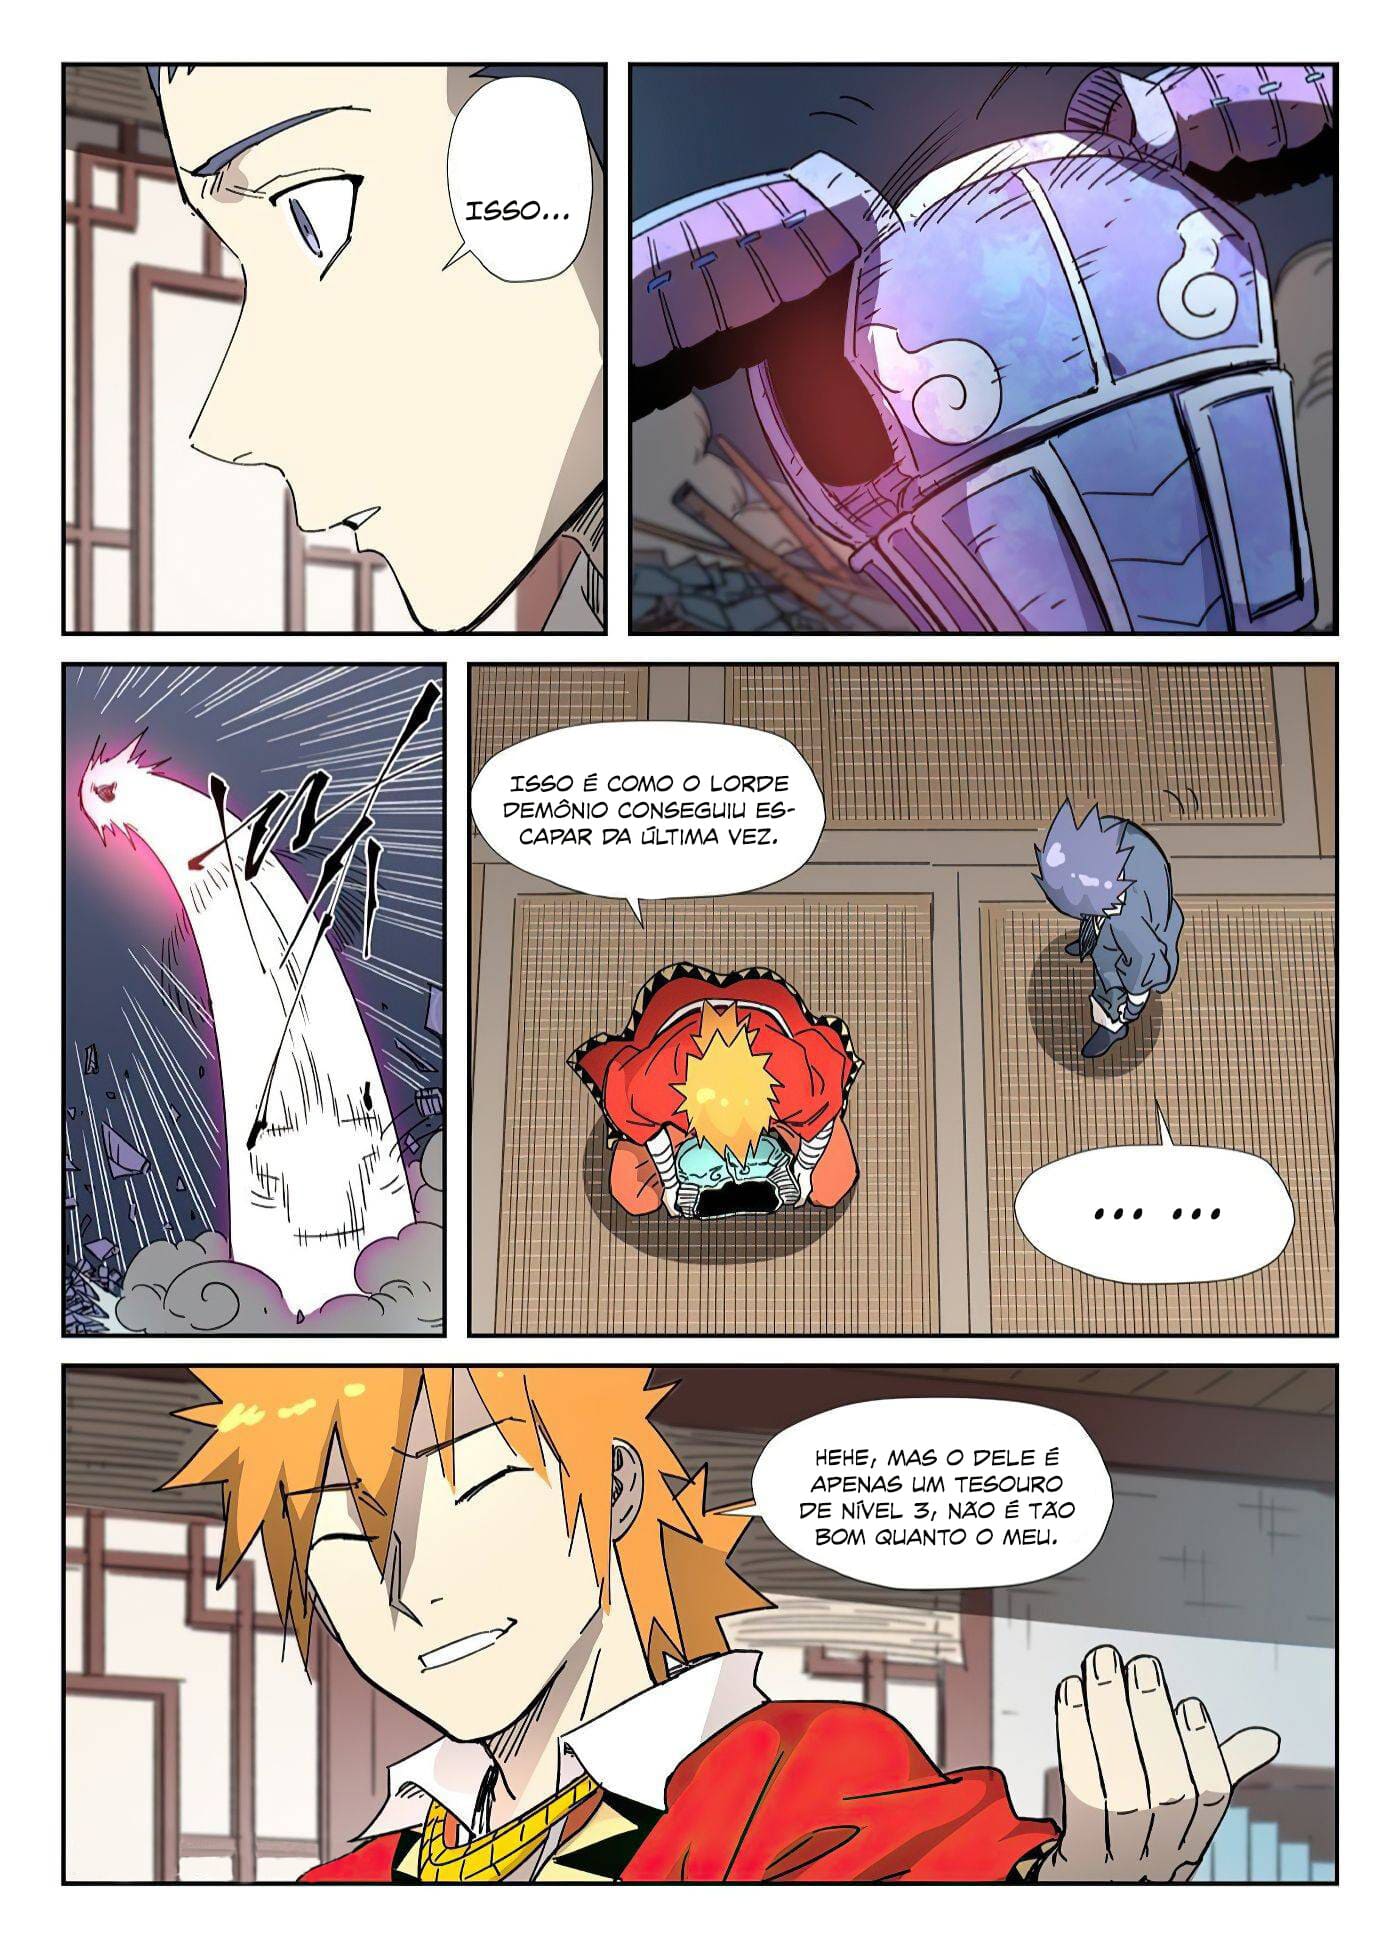 ISSO...
ISSO É COMO O LORDE
DEMÔNIO CONSEGUIU ES-
CAPAR DA ÚLTIMA VEZ.
... ...
HEHE, MAS O DELE É
APENAS UM TESOURO
DE NÍVEL 3, NÃO É TÃO
BOM QUANTO O MEU.